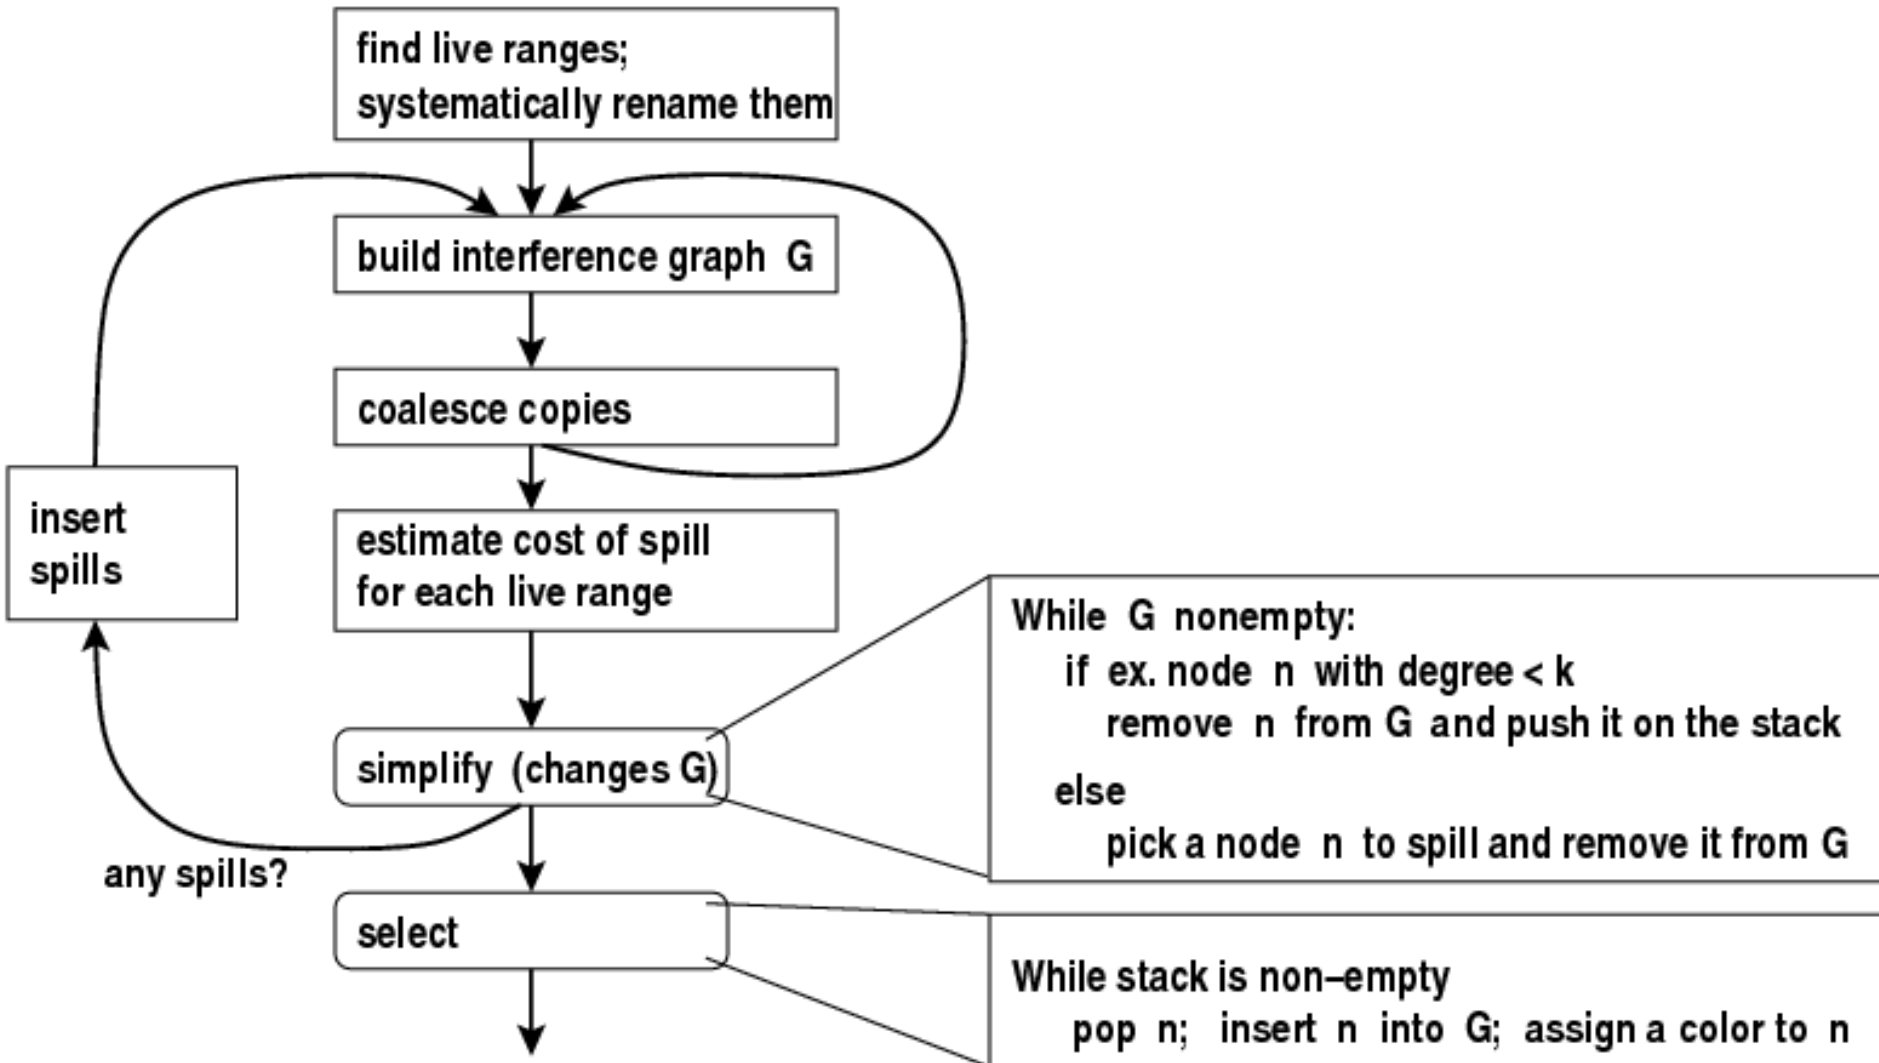 find live ranges;
systematically rename them
build interference graph G
coalesce copies
insert
spills
estimate cost of spill
for each live range
simplify (changes G)
any spills?
select
While G nonempty:
if ex. node n with degree < k
remove n from G and push it on the stack
else
pick a node n to spill and remove it from G
While stack is non–empty
pop n; insert n into G; assign a color to n